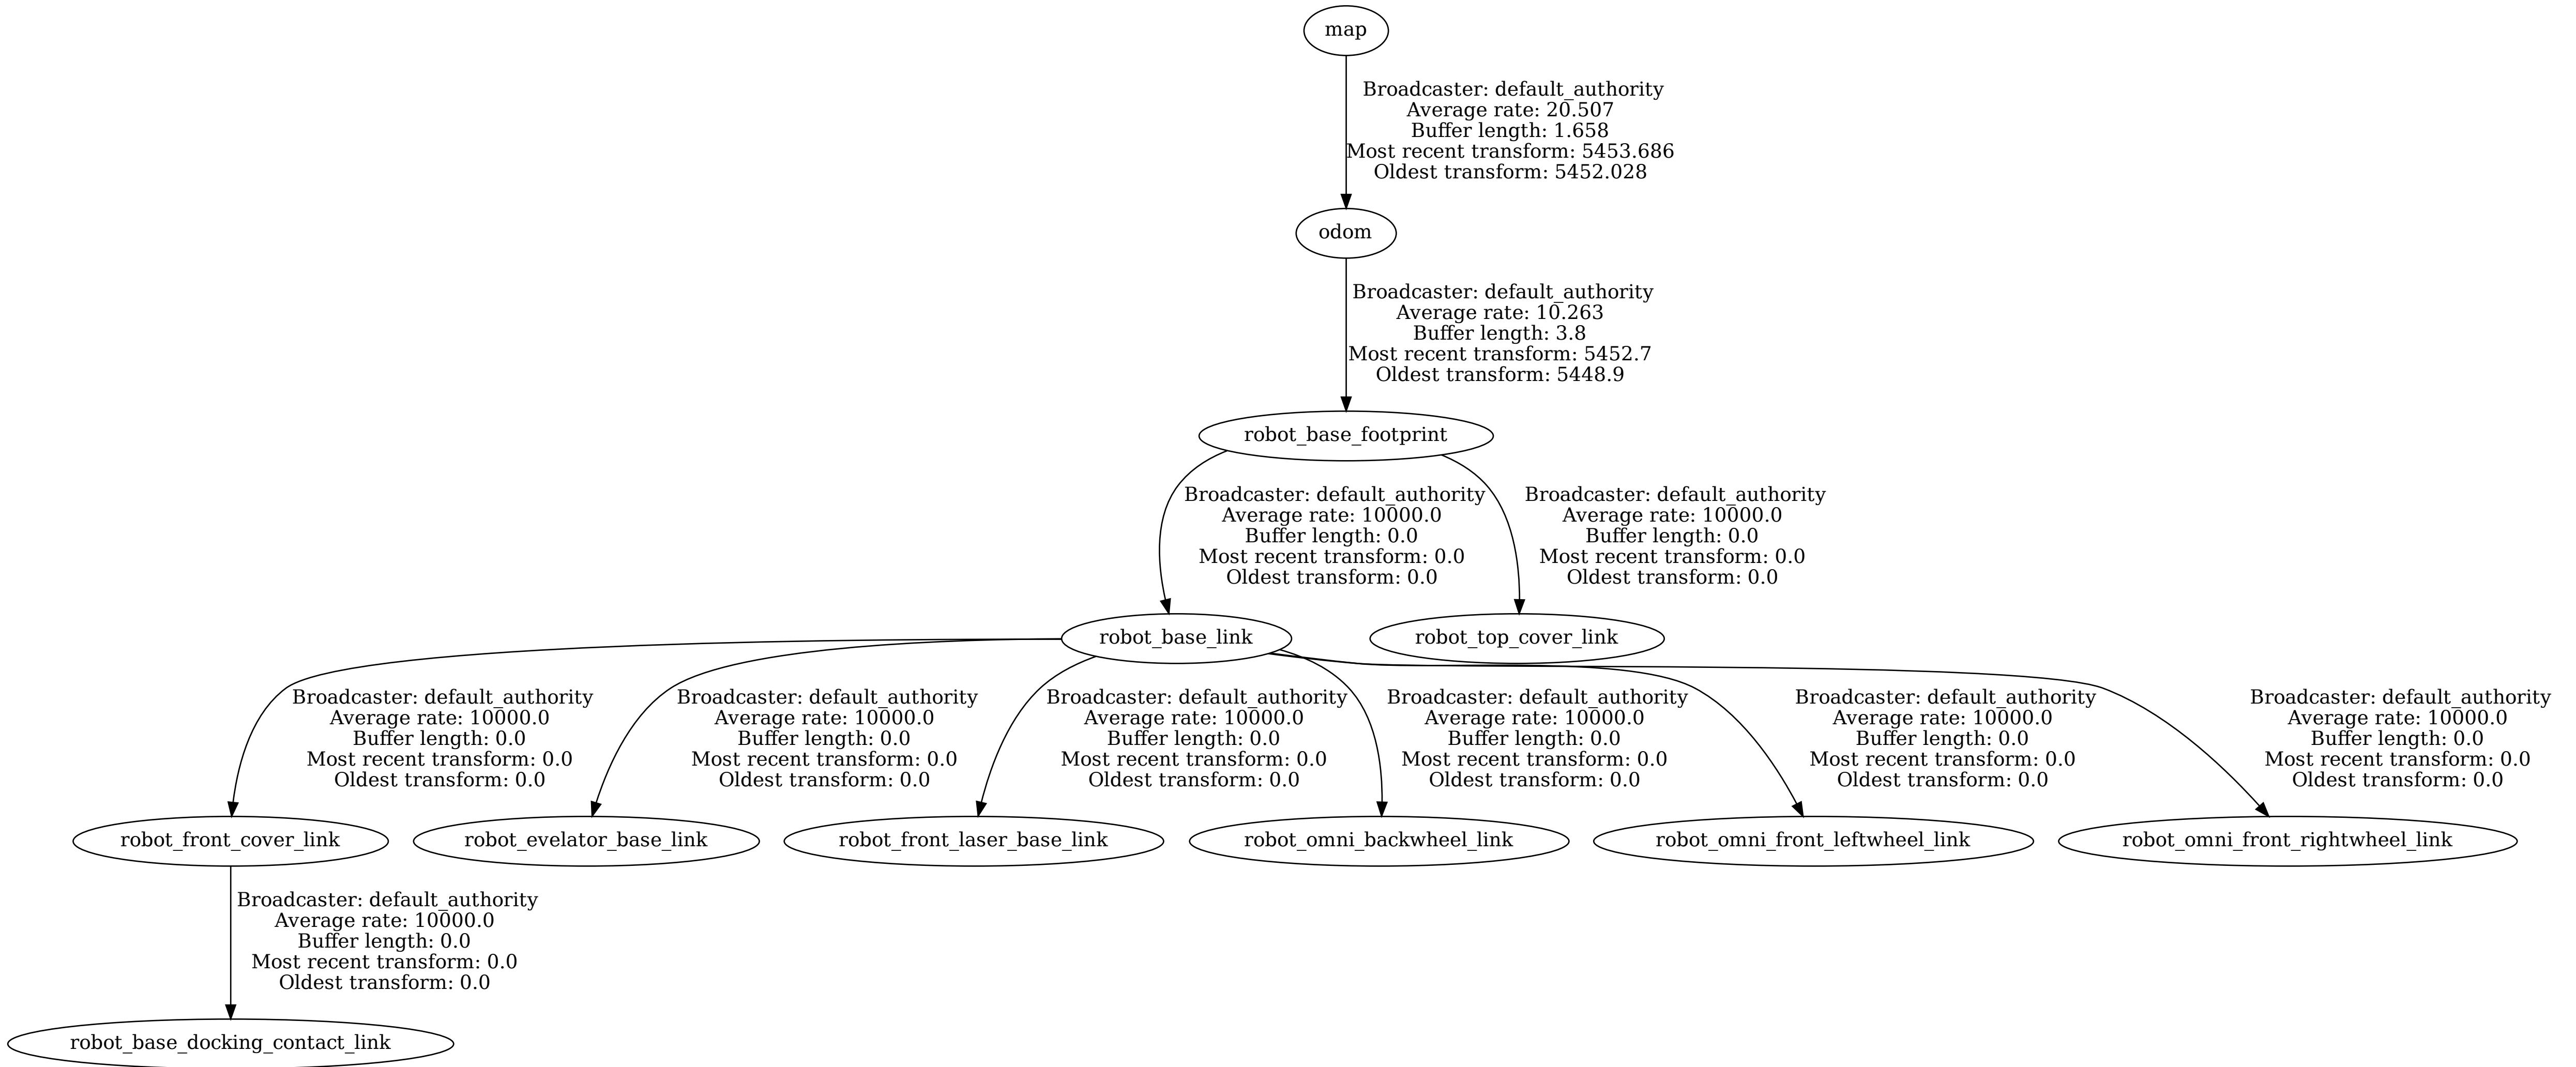 map
Broadcaster: default_authority
Average rate: 20.507
Buffer length: 1.658
Most recent transform: 5453.686
Oldest transform: 5452.028
odom
Broadcaster: default_authority
Average rate: 10.263
Buffer length: 3.8
Most recent transform: 5452.7
Oldest transform: 5448.9
robot_base_footprint
Broadcaster: default_authority
Average rate: 10000.0
Buffer length: 0.0
Most recent transform: 0.0
Oldest transform: 0.0
Broadcaster: default_authority
Average rate: 10000.0
Buffer length: 0.0
Most recent transform: 0.0
Oldest transform: 0.0
robot_base_link
robot_top_cover_link
Broadcaster: default_authority
Average rate: 10000.0
Buffer length: 0.0
Most recent transform: 0.0
Oldest transform: 0.0
Broadcaster: default_authority
Average rate: 10000.0
Buffer length: 0.0
Most recent transform: 0.0
Oldest transform: 0.0
Broadcaster: default_authority
Average rate: 10000.0
Buffer length: 0.0
Most recent transform: 0.0
Oldest transform: 0.0
Broadcaster: default_authority
Average rate: 10000.0
Buffer length: 0.0
Most recent transform: 0.0
Oldest transform: 0.0
Broadcaster: default_authority
Average rate: 10000.0
Buffer length: 0.0
Most recent transform: 0.0
Oldest transform: 0.0
Broadcaster: default_authority
Average rate: 10000.0
Buffer length: 0.0
Most recent transform: 0.0
Oldest transform: 0.0
robot_front_cover_link
robot_evelator_base_link
robot_front_laser_base_link
robot_omni_backwheel_link
robot_omni_front_leftwheel_link
robot_omni_front_rightwheel_link
Broadcaster: default_authority
Average rate: 10000.0
Buffer length: 0.0
Most recent transform: 0.0
Oldest transform: 0.0
robot_base_docking_contact_link